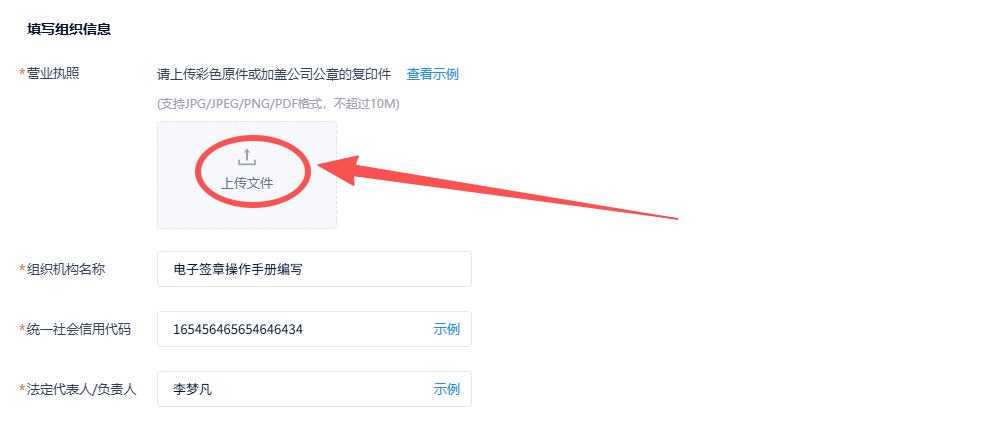 填写组织信息
*营业执照 请上传彩色原件或加盖公司公章的复印件 查看示例
(支持JPG/JPEG/PNG/PDF格式，不超过10M)
上传文件
*组织机构名称 电子签章操作手册编写
*统一社会信用代码 165456465654646434 示例
*法定代表人/负责人 李梦凡 示例